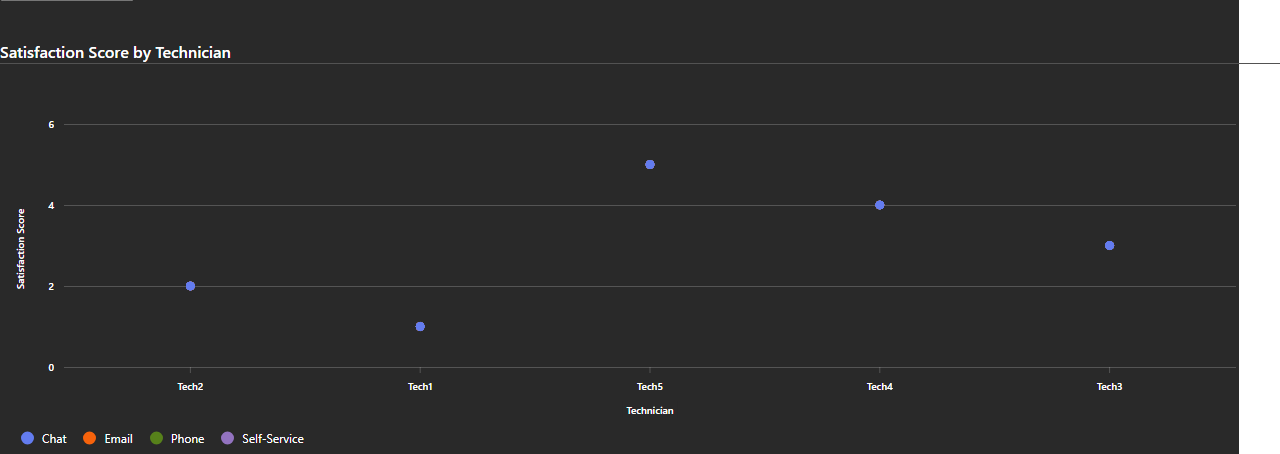 Satisfaction Score by Technician
6
4
2
0
Satisfaction Score
Tech2 Tech1 Tech5 Tech4 Tech3
Technician
Chat Email Phone Self-Service